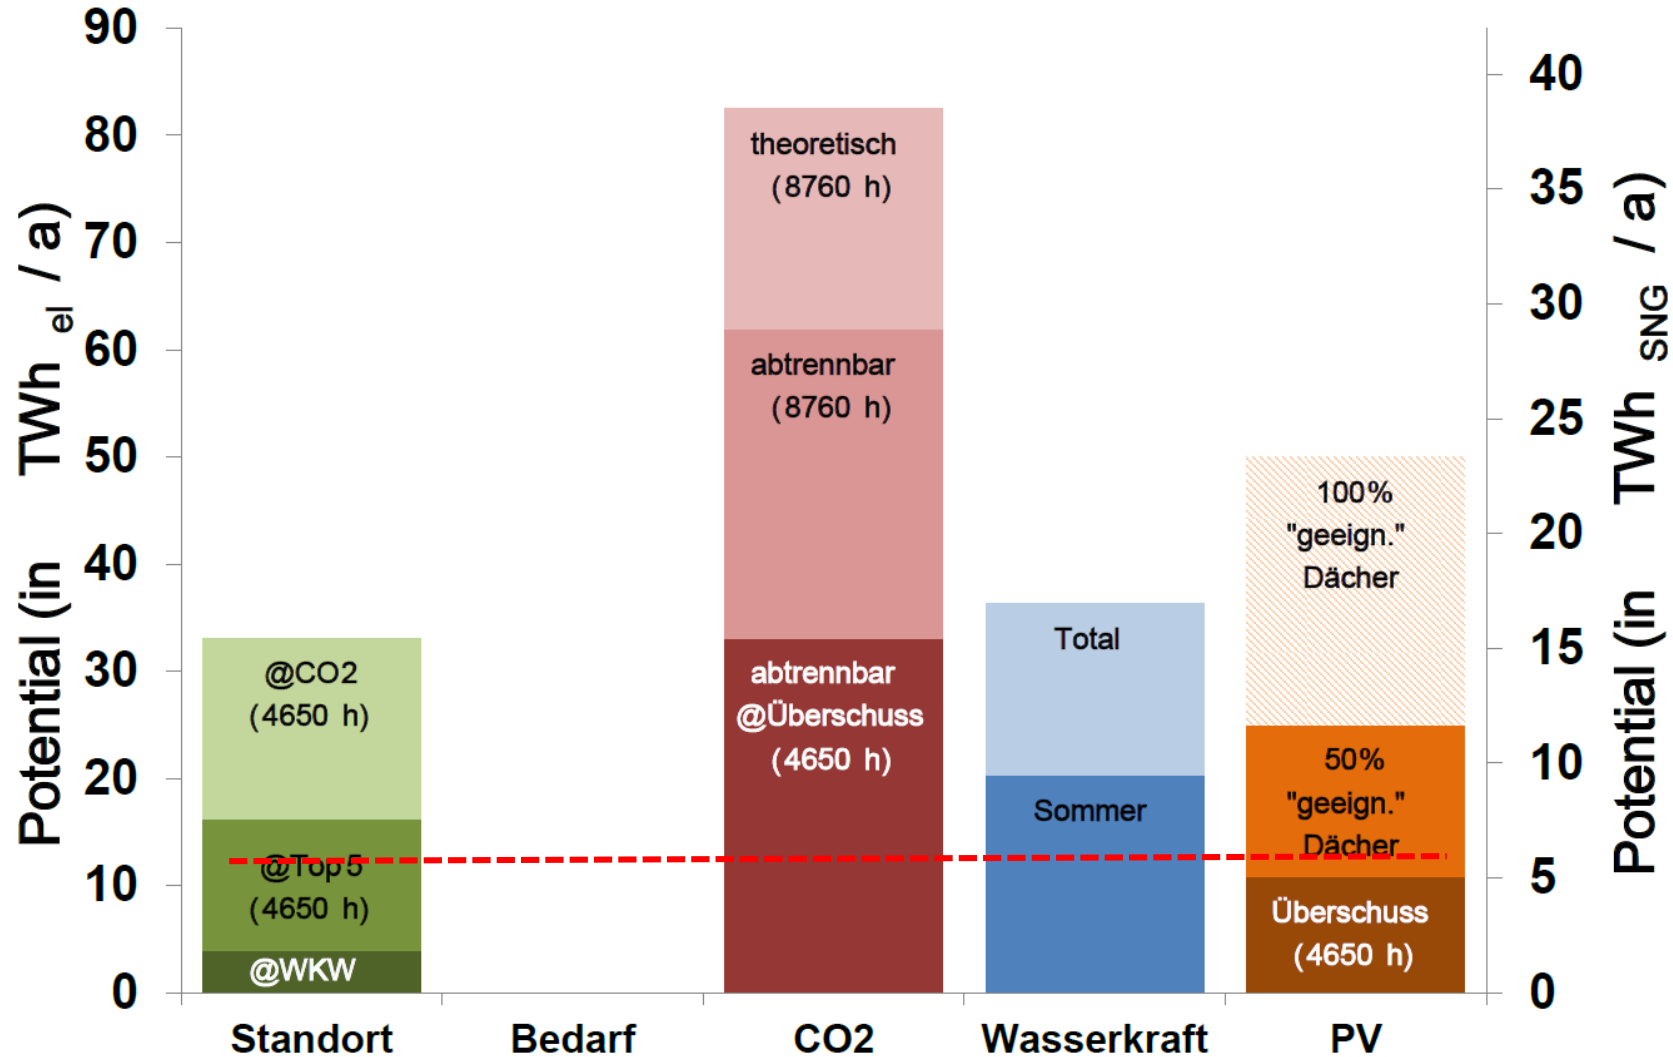 Potential (in TWh el / a)
90
80
70
60
50
40
30
20
10
0
theoretisch
(8760 h)
abtrennbar
(8760 h)
abtrennbar
@Überschuss
(4650 h)
@CO2
(4650 h)
@Top5
(4650 h)
@WKW
Total
Sommer
100%
"geeign."
Dächer
50%
"geeign."
Dächer
Überschuss
(4650 h)
40
35
30
25
20
15
10
5
0
Potential (in TWh SNG / a)
Standort Bedarf CO2 Wasserkraft PV